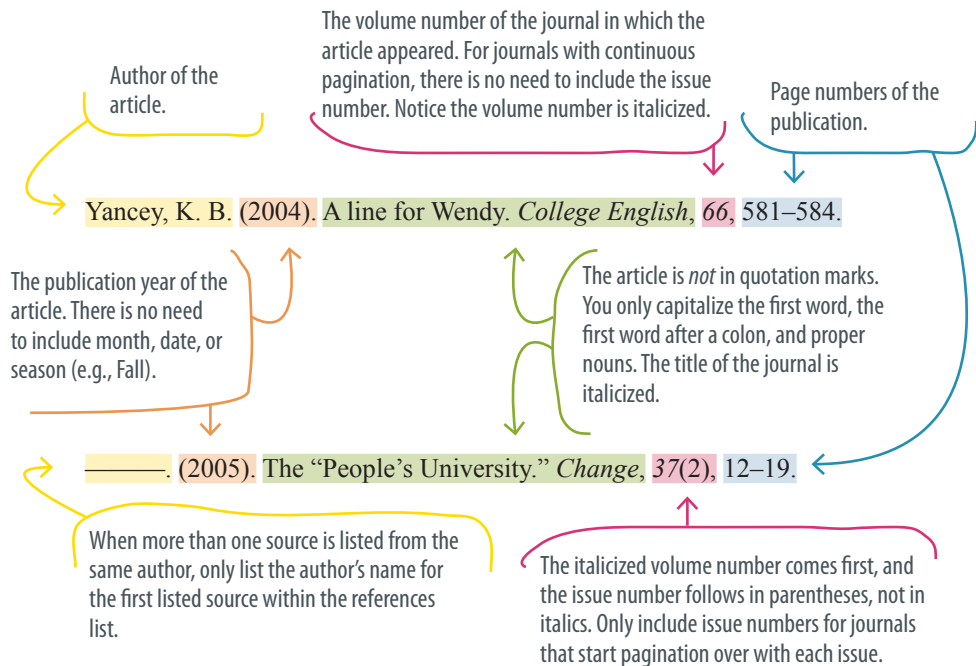 The volume number of the journal in which the
article appeared. For journals with continuous
pagination, there is no need to include the issue
number. Notice the volume number is italicized.
Author of the
article.
Page numbers of the
publication.
Yancey, K. B. (2004). A line for Wendy. College English, 66, 581–584.
The publication year of the
article. There is no need
to include month, date, or
season (e.g., Fall).
The article is not in quotation marks.
You only capitalize the first word, the
first word after a colon, and proper
nouns. The title of the journal is
italicized.
———. (2005). The “People’s University.” Change, 37(2), 12–19.
When more than one source is listed from the
same author, only list the author’s name for
the first listed source within the references
list.
The italicized volume number comes first, and
the issue number follows in parentheses, not in
italics. Only include issue numbers for journals
that start pagination over with each issue.